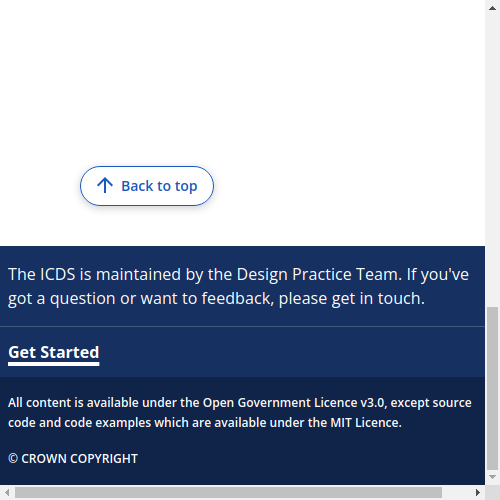 Back to top
The ICDS is maintained by the Design Practice Team. If you've
got a question or want to feedback, please get in touch.
Get Started
All content is available under the Open Government Licence v3.0, except source
code and code examples which are available under the MIT Licence.
© CROWN COPYRIGHT